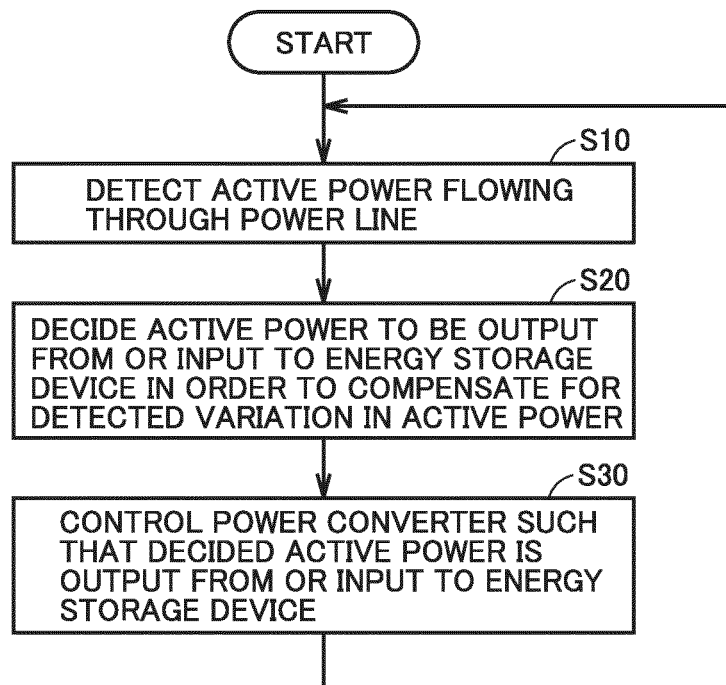 START
S10
DETECT ACTIVE POWER FLOWING
THROUGH POWER LINE
S20
DECIDE ACTIVE POWER TO BE OUTPUT
FROM OR INPUT TO ENERGY STORAGE
DEVICE IN ORDER TO COMPENSATE FOR
DETECTED VARIATION IN ACTIVE POWER
S30
CONTROL POWER CONVERTER SUCH
THAT DECIDED ACTIVE POWER IS
OUTPUT FROM OR INPUT TO ENERGY
STORAGE DEVICE